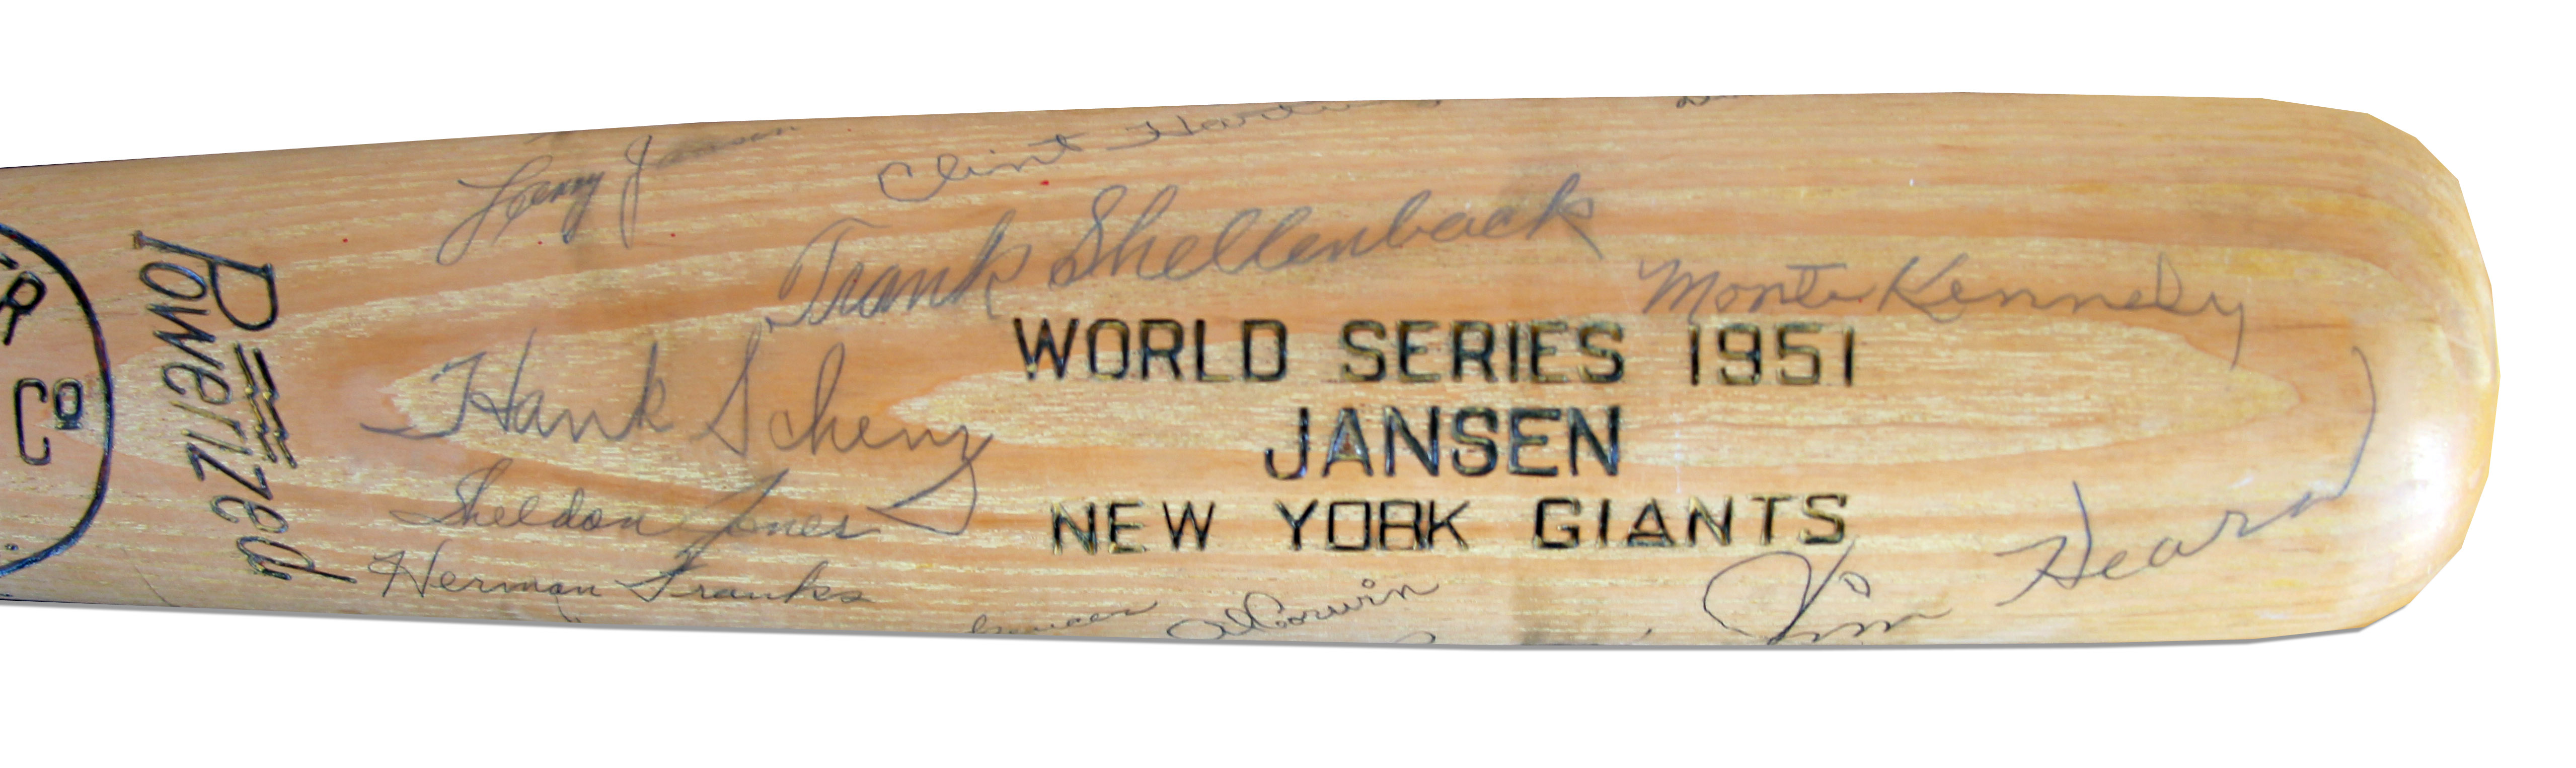 Larry Jansen
Clint
Frank Shellenback
Monte Kennedy
R
Co
Powerized
WORLD SERIES 1951
JANSEN
NEW YORK GIANTS
Hank Schenz
Sheldon Jones
Herman Franks
Al Corwin
Jim Hearn